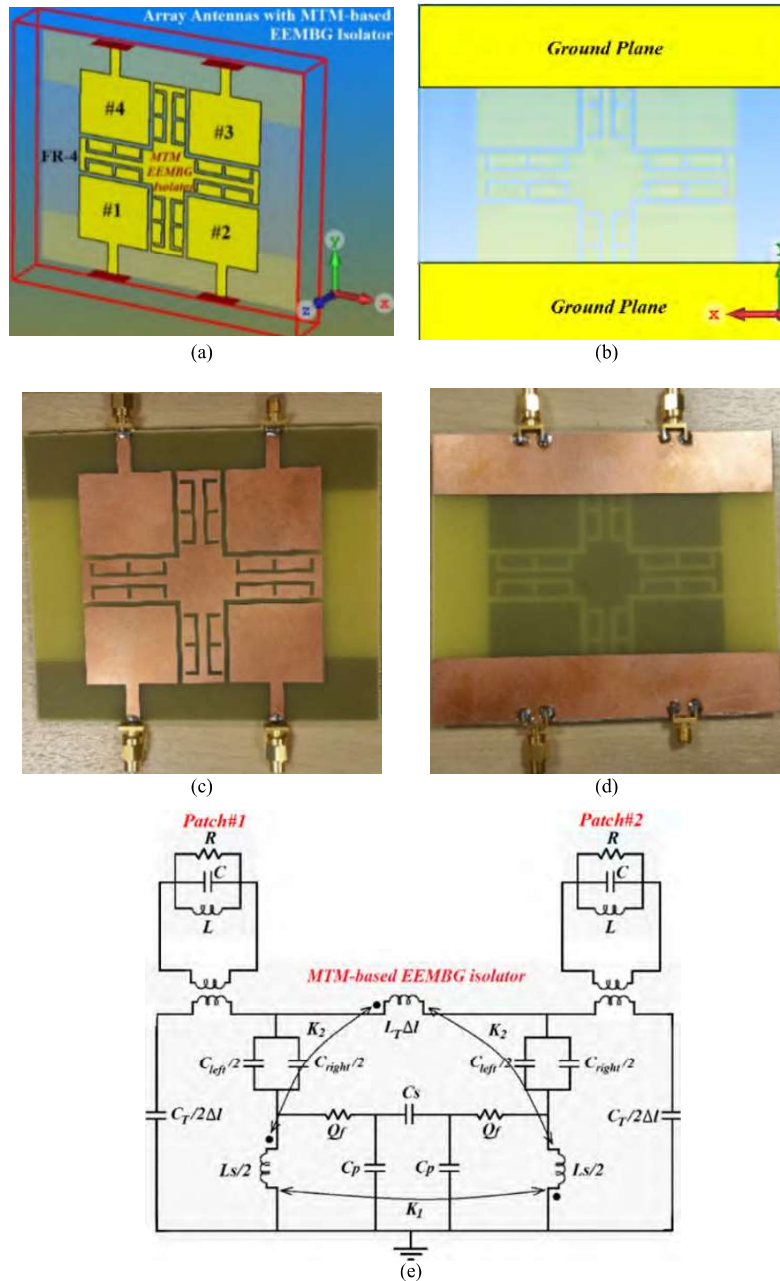 Array Antennas with MTM-based
EEMBG Isolator
#4
#3
FR-4
MTM
EEMBG
Isolator
#1
#2
y
x
z
(a)
Ground Plane
Ground Plane
x
(b)
(c)
(d)
Patch#1
R
C
L
Patch#2
R
C
L
MTM-based EEMBG isolator
K2
LTΔl
K2
Cleft/2
Cright/2
Cleft/2
Cright/2
CT/2Δl
Cs
CT/2Δl
Qf
Qf
Ls/2
Cp
Cp
Ls/2
K1
(e)